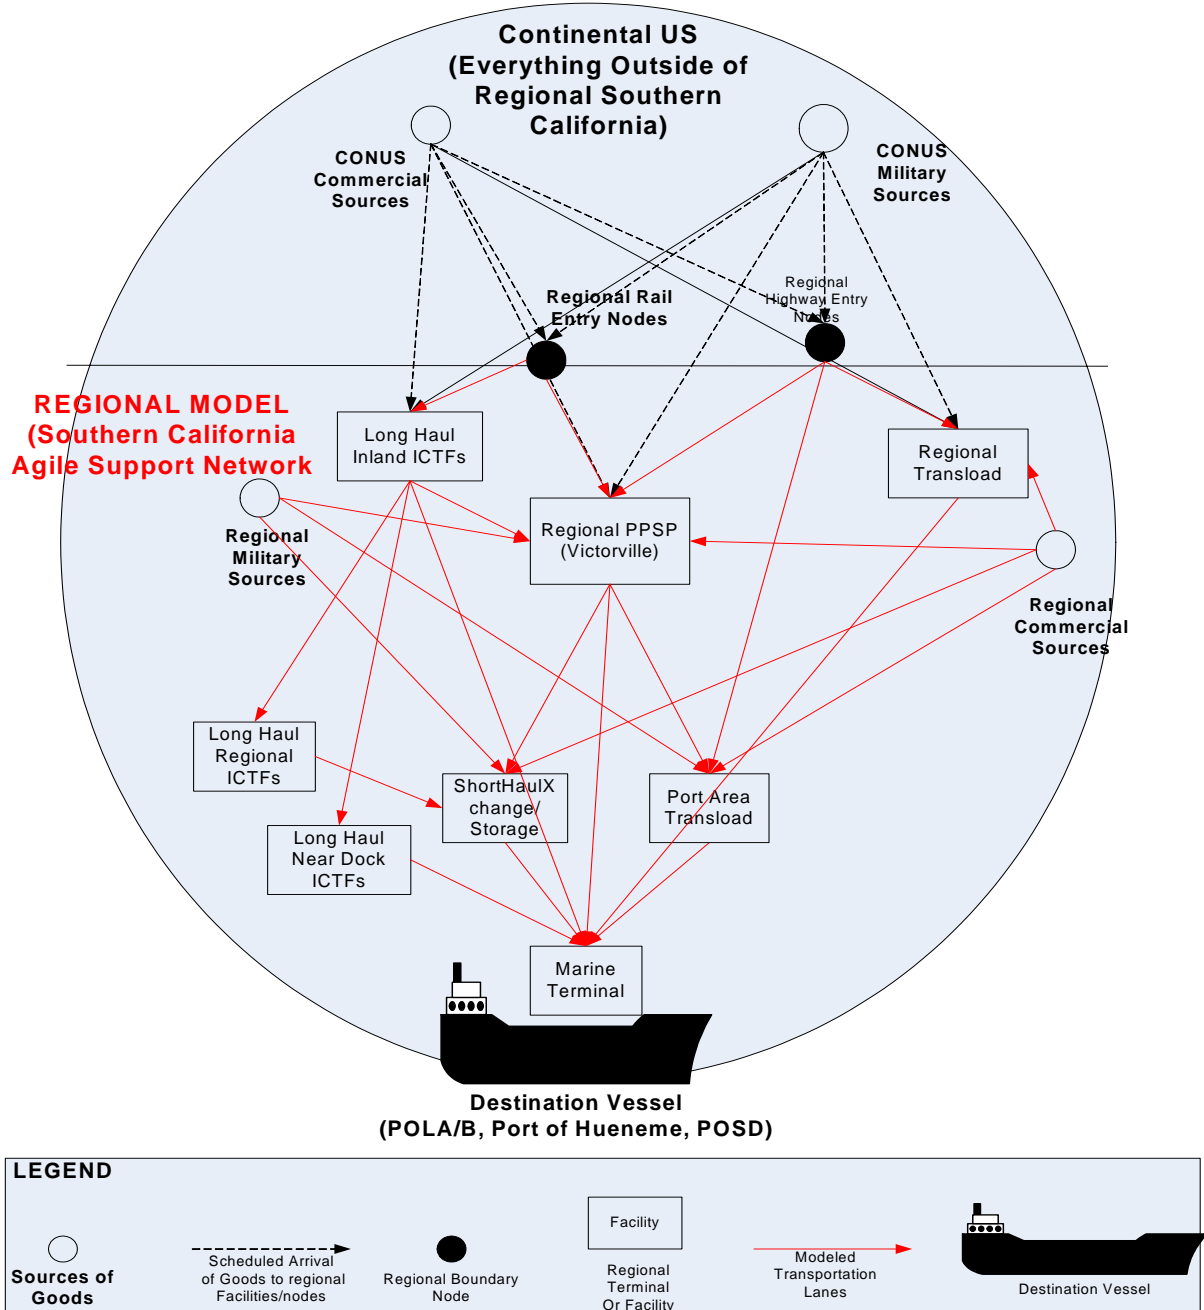 Continental US
(Everything Outside of
Regional Southern
California)
CONUS
Commercial
Sources
CONUS
Military
Sources
Regional Rail
Entry Nodes
Regional
Highway Entry
Nodes
REGIONAL MODEL
(Southern California
Agile Support Network
Long Haul
Inland ICTFs
Regional
Transload
Regional
Military
Sources
Regional PPSP
(Victorville)
Regional
Commercial
Sources
Long Haul
Regional
ICTFs
ShortHaulX
change/
Storage
Port Area
Transload
Long Haul
Near Dock
ICTFs
Marine
Terminal
Destination Vessel
(POLA/B, Port of Hueneme, POSD)
LEGEND
Sources of
Goods
Scheduled Arrival
of Goods to regional
Facilities/nodes
Regional Boundary
Node
Facility
Regional
Terminal
Or Facility
Modeled
Transportation
Lanes
Destination Vessel